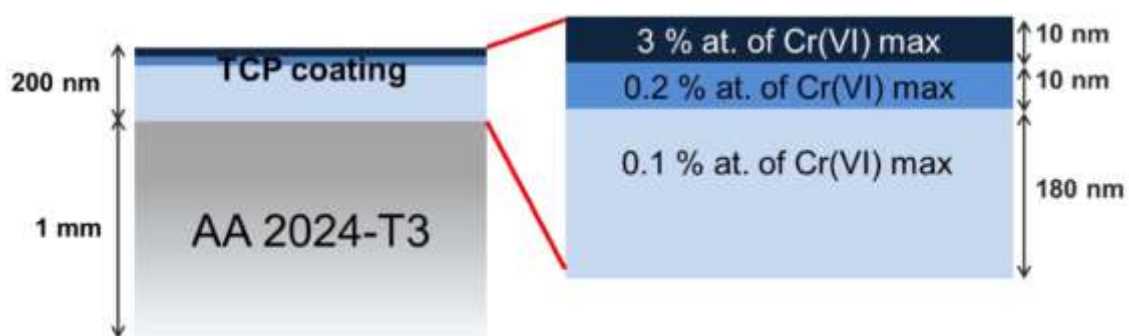 200 nm
TCP coating
1 mm
AA 2024-T3
3 % at. of Cr(VI) max
10 nm
0.2 % at. of Cr(VI) max
10 nm
0.1 % at. of Cr(VI) max
180 nm